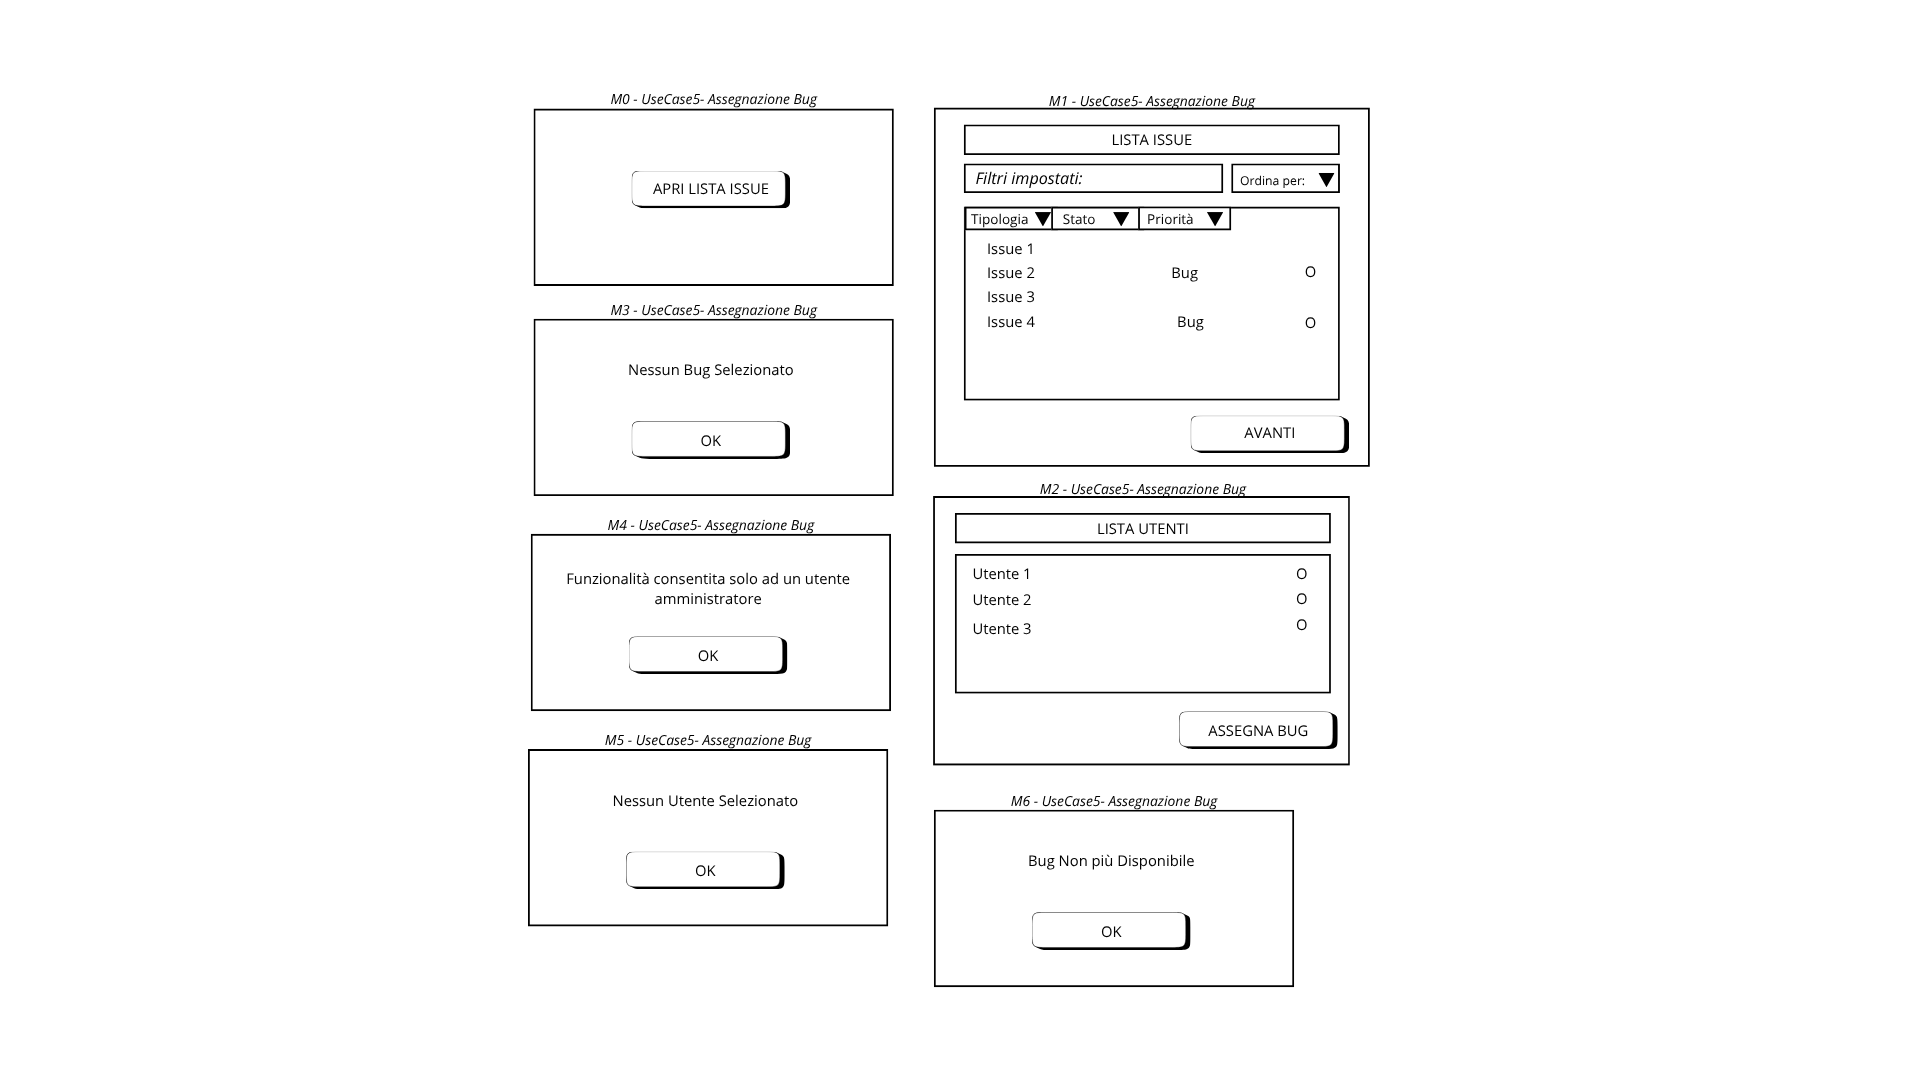 M0 - UseCase5- Assegnazione Bug
APRI LISTA ISSUE
M3 - UseCase5- Assegnazione Bug
Nessun Bug Selezionato
OK
M4 - UseCase5- Assegnazione Bug
Funzionalità consentita solo ad un utente
amministratore
OK
M5 - UseCase5- Assegnazione Bug
Nessun Utente Selezionato
OK
M1 - UseCase5- Assegnazione Bug
LISTA ISSUE
Filtri impostati:
Ordina per:
Tipologia Stato Priorità
Issue 1
Issue 2 Bug O
Issue 3
Issue 4 Bug O
AVANTI
M2 - UseCase5- Assegnazione Bug
LISTA UTENTI
Utente 1 O
Utente 2 O
Utente 3 O
ASSEGNA BUG
M6 - UseCase5- Assegnazione Bug
Bug Non più Disponibile
OK